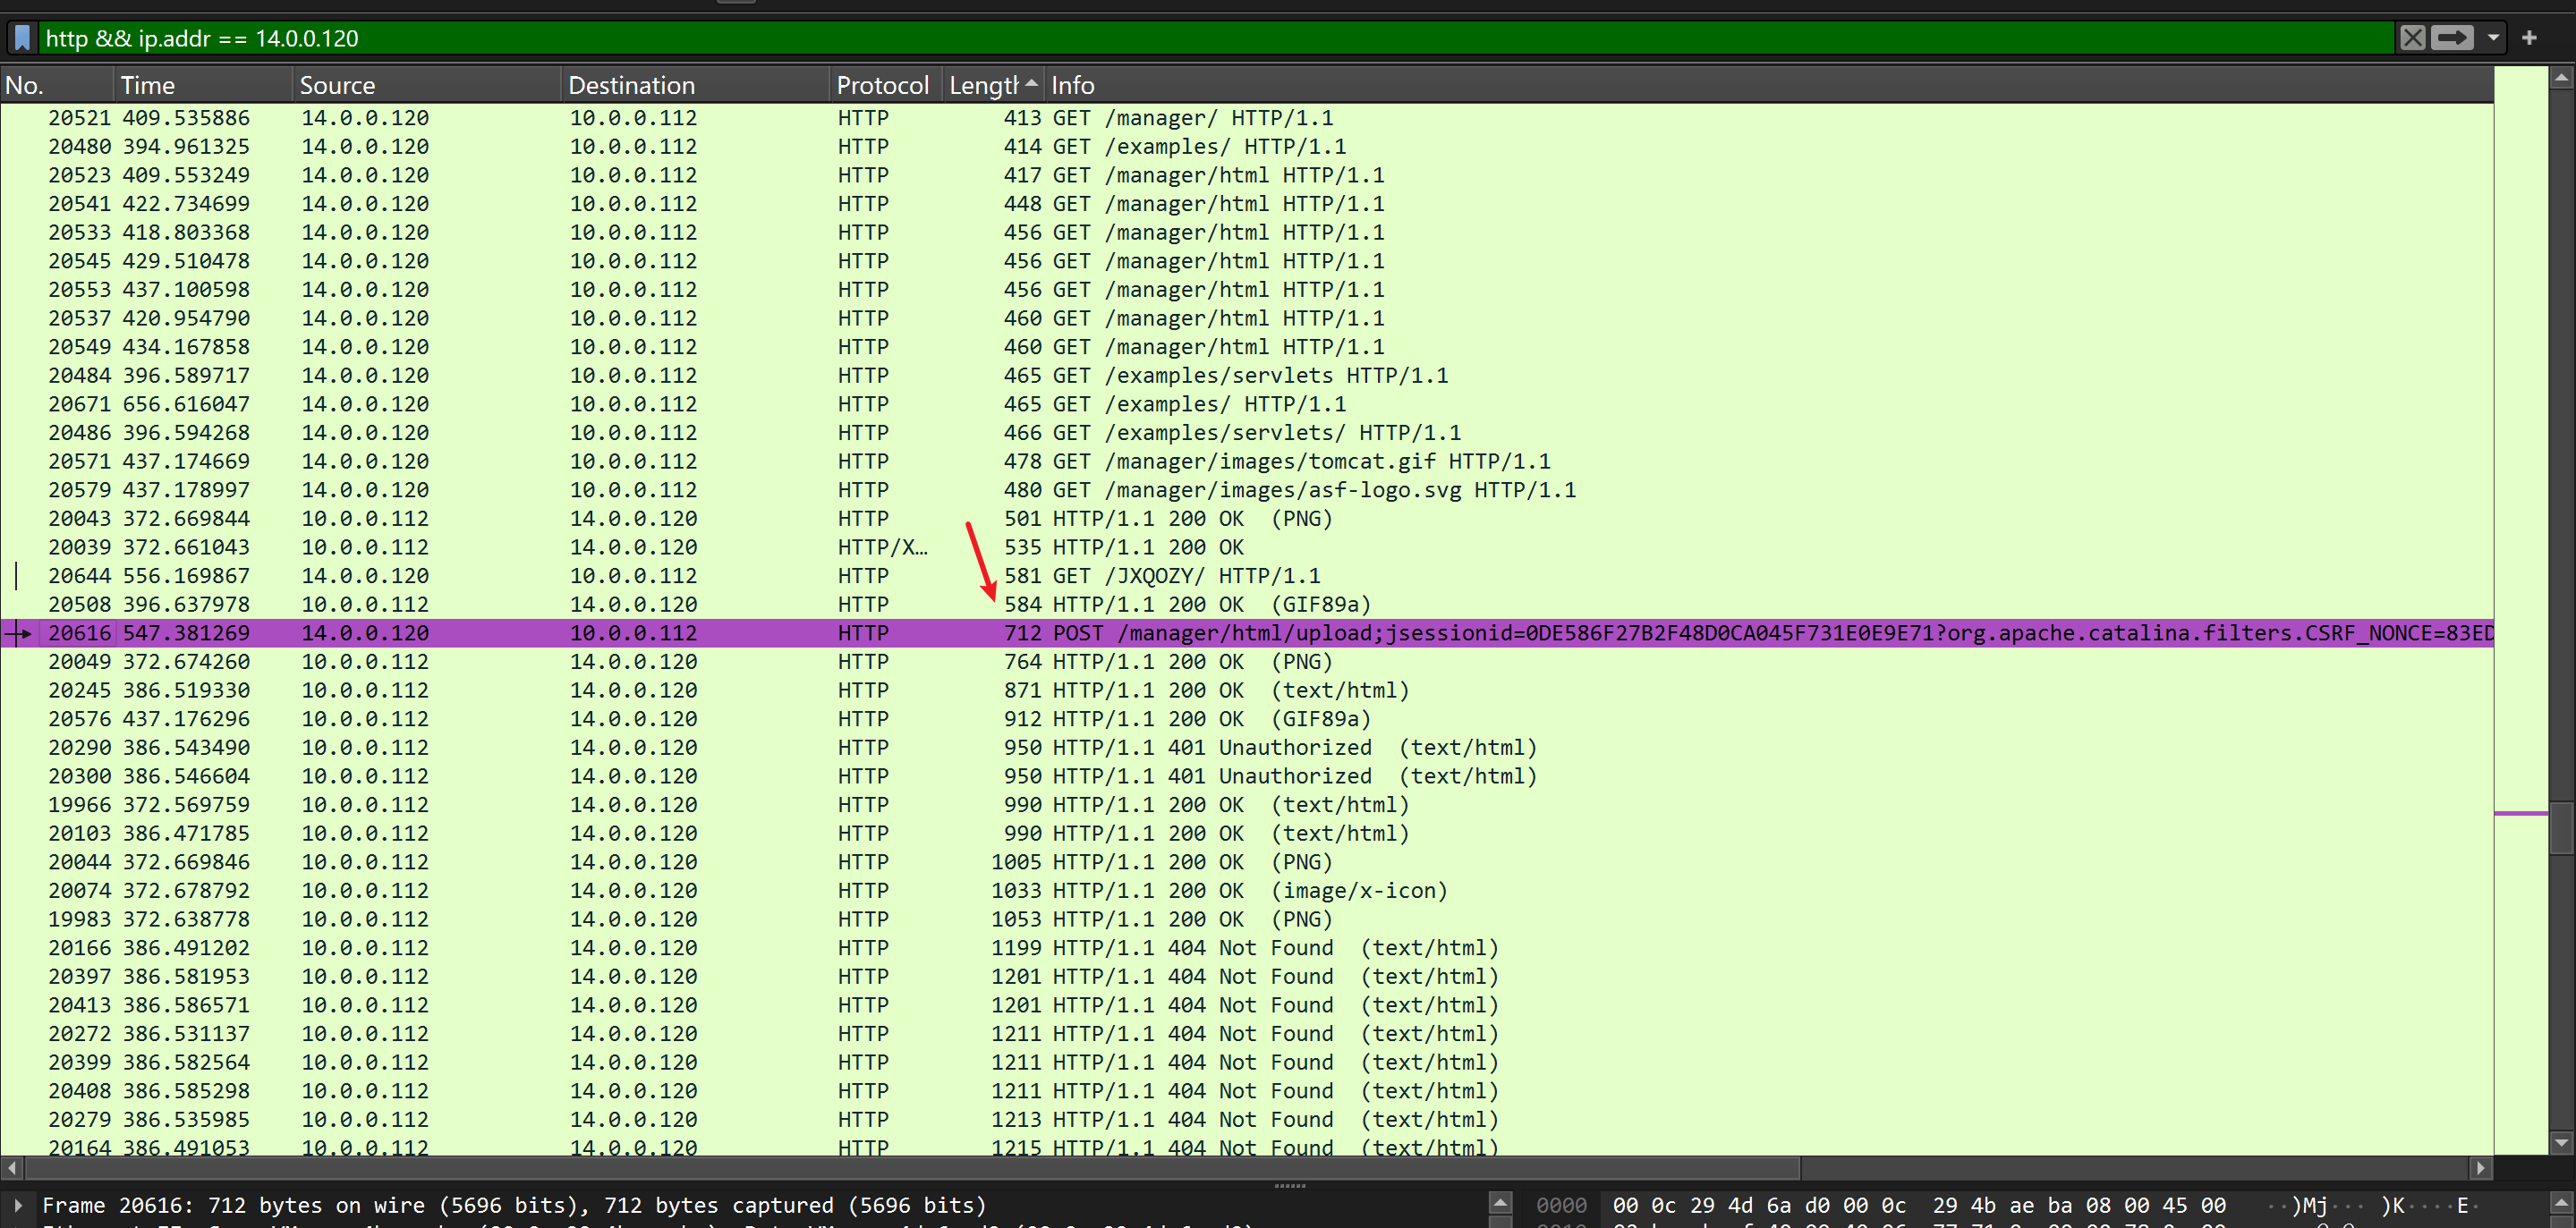 http && ip.addr == 14.0.0.120
No. Time Source Destination Protocol Length Info
20521 409.535886 14.0.0.120 10.0.0.112 HTTP 413 GET /manager/ HTTP/1.1
20480 394.961325 14.0.0.120 10.0.0.112 HTTP 414 GET /examples/ HTTP/1.1
20523 409.553249 14.0.0.120 10.0.0.112 HTTP 417 GET /manager/html HTTP/1.1
20541 422.734699 14.0.0.120 10.0.0.112 HTTP 448 GET /manager/html HTTP/1.1
20533 418.803368 14.0.0.120 10.0.0.112 HTTP 456 GET /manager/html HTTP/1.1
20545 429.510478 14.0.0.120 10.0.0.112 HTTP 456 GET /manager/html HTTP/1.1
20553 437.100598 14.0.0.120 10.0.0.112 HTTP 456 GET /manager/html HTTP/1.1
20537 420.954790 14.0.0.120 10.0.0.112 HTTP 460 GET /manager/html HTTP/1.1
20549 434.167858 14.0.0.120 10.0.0.112 HTTP 460 GET /manager/html HTTP/1.1
20484 396.589717 14.0.0.120 10.0.0.112 HTTP 465 GET /examples/servlets HTTP/1.1
20671 656.616047 14.0.0.120 10.0.0.112 HTTP 465 GET /examples/ HTTP/1.1
20486 396.594268 14.0.0.120 10.0.0.112 HTTP 466 GET /examples/servlets/ HTTP/1.1
20571 437.174669 14.0.0.120 10.0.0.112 HTTP 478 GET /manager/images/tomcat.gif HTTP/1.1
20579 437.178997 14.0.0.120 10.0.0.112 HTTP 480 GET /manager/images/asf-logo.svg HTTP/1.1
20043 372.669844 10.0.0.112 14.0.0.120 HTTP 501 HTTP/1.1 200 OK (PNG)
20039 372.661043 10.0.0.112 14.0.0.120 HTTP/X… 535 HTTP/1.1 200 OK
20644 556.169867 14.0.0.120 10.0.0.112 HTTP 581 GET /JXQOZY/ HTTP/1.1
20508 396.637978 10.0.0.112 14.0.0.120 HTTP 584 HTTP/1.1 200 OK (GIF89a)
20616 547.381269 14.0.0.120 10.0.0.112 HTTP 712 POST /manager/html/upload;jsessionid=0DE586F27B2F48D0CA045F731E0E9E71?org.apache.catalina.filters.CSRF_NONCE=83ED
20049 372.674260 10.0.0.112 14.0.0.120 HTTP 764 HTTP/1.1 200 OK (PNG)
20245 386.519330 10.0.0.112 14.0.0.120 HTTP 871 HTTP/1.1 200 OK (text/html)
20576 437.176296 10.0.0.112 14.0.0.120 HTTP 912 HTTP/1.1 200 OK (GIF89a)
20290 386.543490 10.0.0.112 14.0.0.120 HTTP 950 HTTP/1.1 401 Unauthorized (text/html)
20300 386.546604 10.0.0.112 14.0.0.120 HTTP 950 HTTP/1.1 401 Unauthorized (text/html)
19966 372.569759 10.0.0.112 14.0.0.120 HTTP 990 HTTP/1.1 200 OK (text/html)
20103 386.471785 10.0.0.112 14.0.0.120 HTTP 990 HTTP/1.1 200 OK (text/html)
20044 372.669846 10.0.0.112 14.0.0.120 HTTP 1005 HTTP/1.1 200 OK (PNG)
20074 372.678792 10.0.0.112 14.0.0.120 HTTP 1033 HTTP/1.1 200 OK (image/x-icon)
19983 372.638778 10.0.0.112 14.0.0.120 HTTP 1053 HTTP/1.1 200 OK (PNG)
20166 386.491202 10.0.0.112 14.0.0.120 HTTP 1199 HTTP/1.1 404 Not Found (text/html)
20397 386.581953 10.0.0.112 14.0.0.120 HTTP 1201 HTTP/1.1 404 Not Found (text/html)
20413 386.586571 10.0.0.112 14.0.0.120 HTTP 1201 HTTP/1.1 404 Not Found (text/html)
20272 386.531137 10.0.0.112 14.0.0.120 HTTP 1211 HTTP/1.1 404 Not Found (text/html)
20399 386.582564 10.0.0.112 14.0.0.120 HTTP 1211 HTTP/1.1 404 Not Found (text/html)
20408 386.585298 10.0.0.112 14.0.0.120 HTTP 1211 HTTP/1.1 404 Not Found (text/html)
20279 386.535985 10.0.0.112 14.0.0.120 HTTP 1213 HTTP/1.1 404 Not Found (text/html)
20164 386.491053 10.0.0.112 14.0.0.120 HTTP 1215 HTTP/1.1 404 Not Found (text/html)
Frame 20616: 712 bytes on wire (5696 bits), 712 bytes captured (5696 bits)
0000 00 0c 29 4d 6a d0 00 0c 29 4b ae ba 08 00 45 00 ··)Mj··· )K····E·